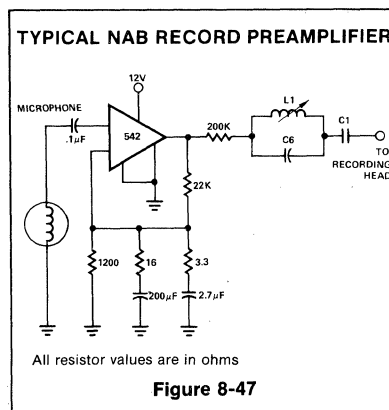 TYPICAL NAB RECORD PREAMPLIFIER
12V
MICROPHONE
.1µF
542
200K
L1
C6
C1
TO
RECORDING
HEAD
22K
1200
16
3.3
200µF
2.7µF
All resistor values are in ohms
Figure 8-47